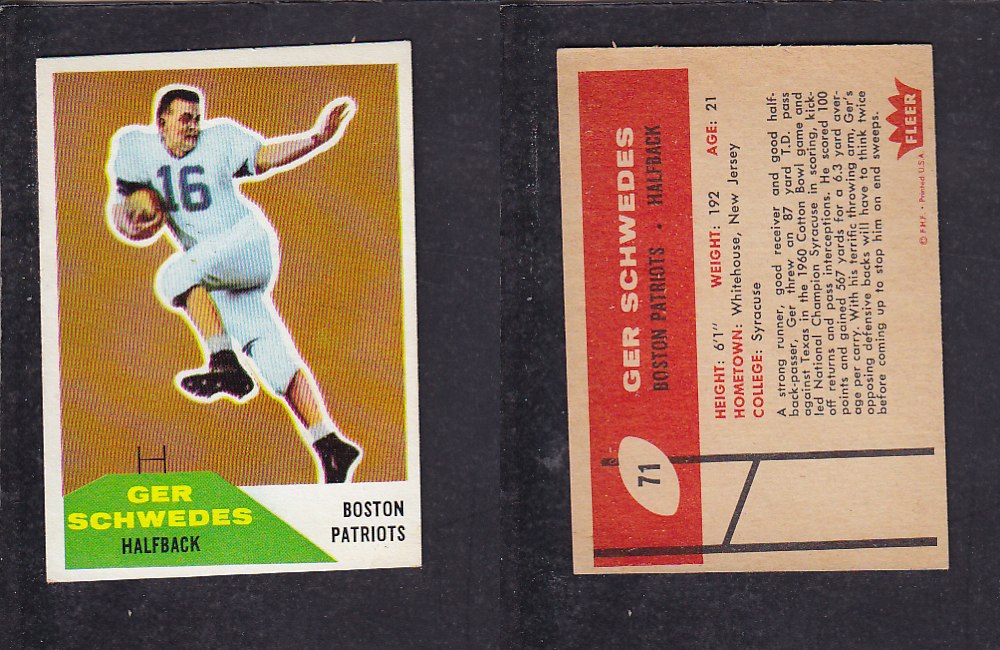 16
GER
SCHWEDES
HALFBACK
BOSTON
PATRIOTS
71
GER SCHWEDES
BOSTON PATRIOTS • HALFBACK
HEIGHT: 6'1" WEIGHT: 192 AGE: 21
HOMETOWN: Whitehouse, New Jersey
COLLEGE: Syracuse
A strong runner, good receiver and good half-
back-passer, Ger threw an 87 yard T.D. pass
against Texas in the 1960 Cotton Bowl game and
led National Champion Syracuse in scoring, kick-
off returns and pass interceptions. He scored 100
points and gained 567 yards for a 6.3 yard aver-
age per carry. With his terrific throwing arm, Ger's
opposing defensive backs will have to think twice
before coming up to stop him on end sweeps.
© F.H.F. • Printed U.S.A.
FLEER